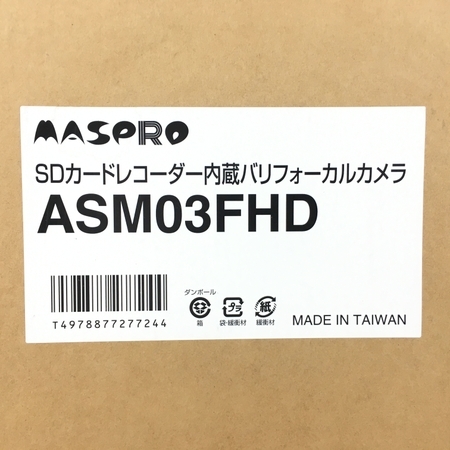 MASPRO
SDカードレコーダー内蔵バリフォーカルカメラ
ASM03FHD
T4978877277244
ダンボール
箱
プラ
袋・緩衝材
紙
緩衝材
MADE IN TAIWAN